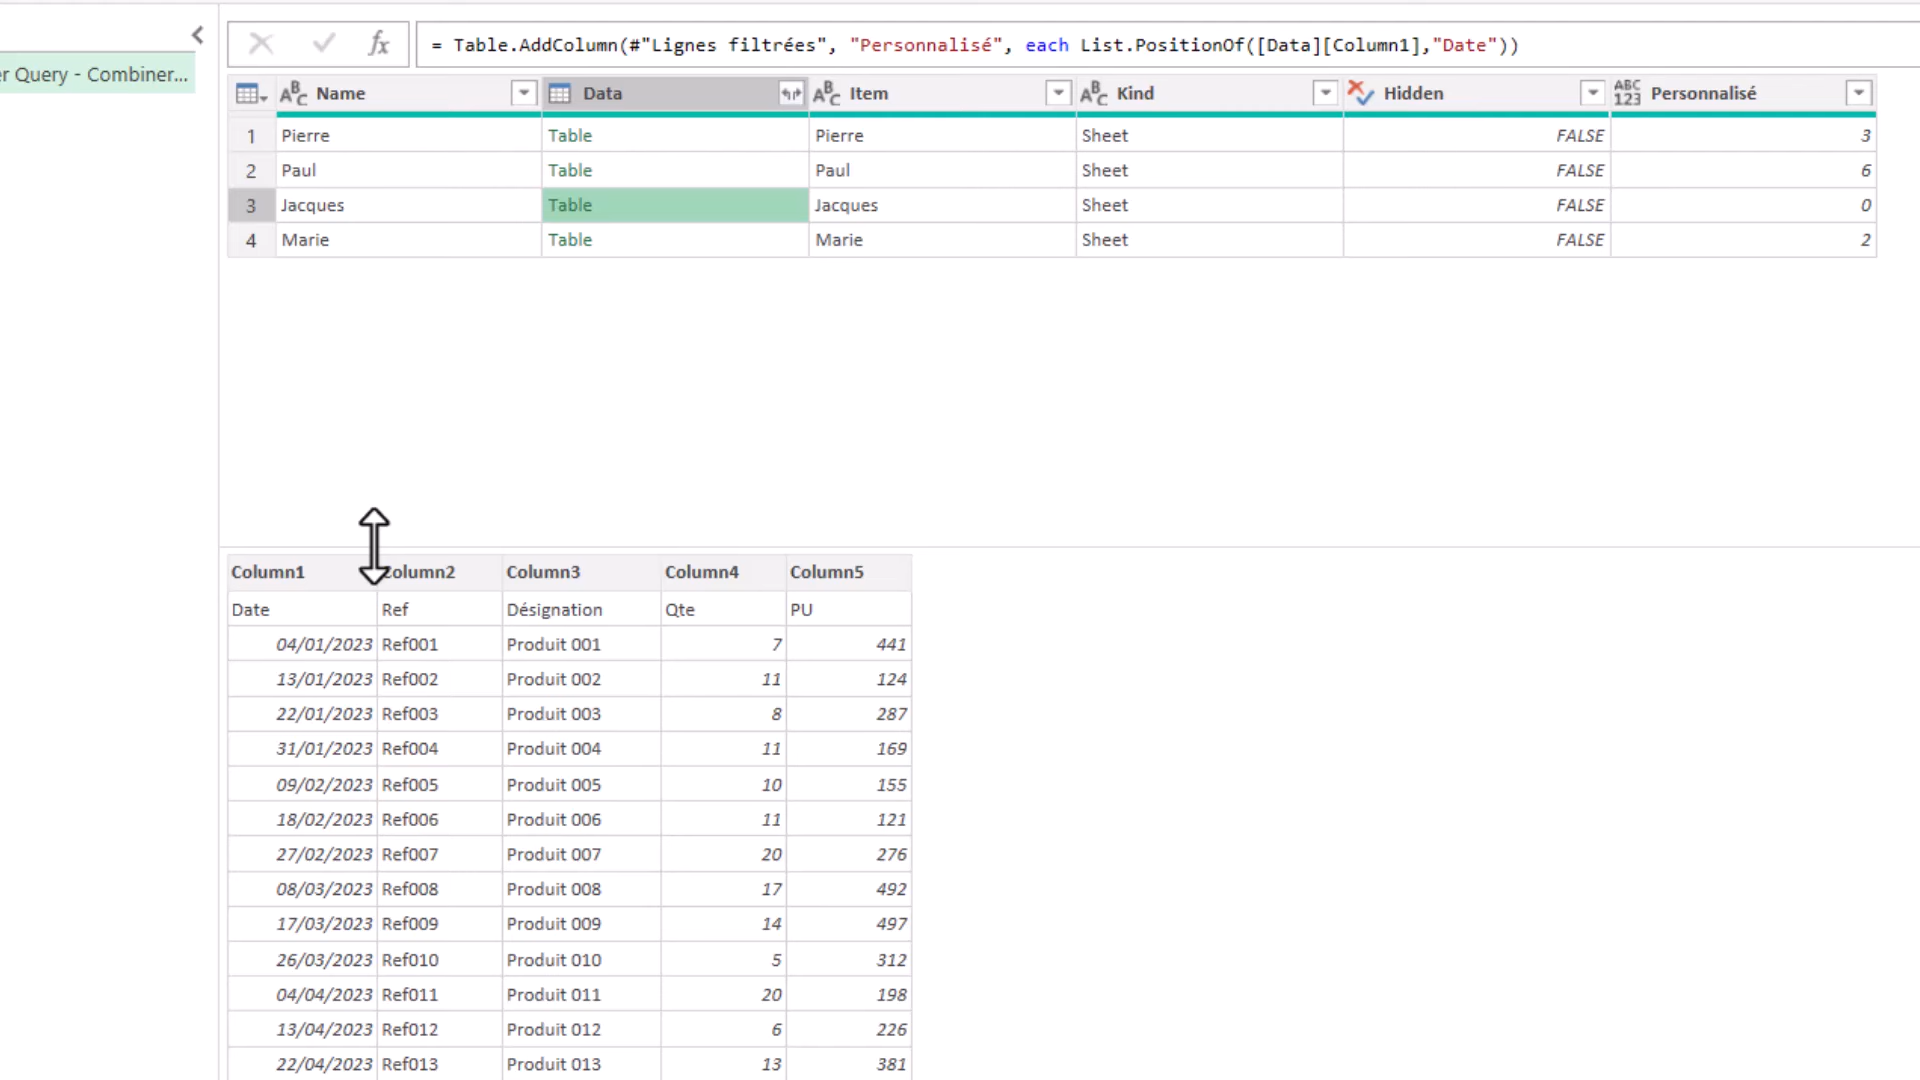 = Table.AddColumn(#"Lignes filtrées", "Personnalisé", each List.PositionOf([Data][Column1],"Date"))
er Query - Combiner...
Name Data Item Kind Hidden Personnalisé
1 Pierre Table Pierre Sheet FALSE 3
2 Paul Table Paul Sheet FALSE 6
3 Jacques Table Jacques Sheet FALSE 0
4 Marie Table Marie Sheet FALSE 2
Column1 Column2 Column3 Column4 Column5
Date Ref Désignation Qte PU
04/01/2023 Ref001 Produit 001 7 441
13/01/2023 Ref002 Produit 002 11 124
22/01/2023 Ref003 Produit 003 8 287
31/01/2023 Ref004 Produit 004 11 169
09/02/2023 Ref005 Produit 005 10 155
18/02/2023 Ref006 Produit 006 11 121
27/02/2023 Ref007 Produit 007 20 276
08/03/2023 Ref008 Produit 008 17 492
17/03/2023 Ref009 Produit 009 14 497
26/03/2023 Ref010 Produit 010 5 312
04/04/2023 Ref011 Produit 011 20 198
13/04/2023 Ref012 Produit 012 6 226
22/04/2023 Ref013 Produit 013 13 381